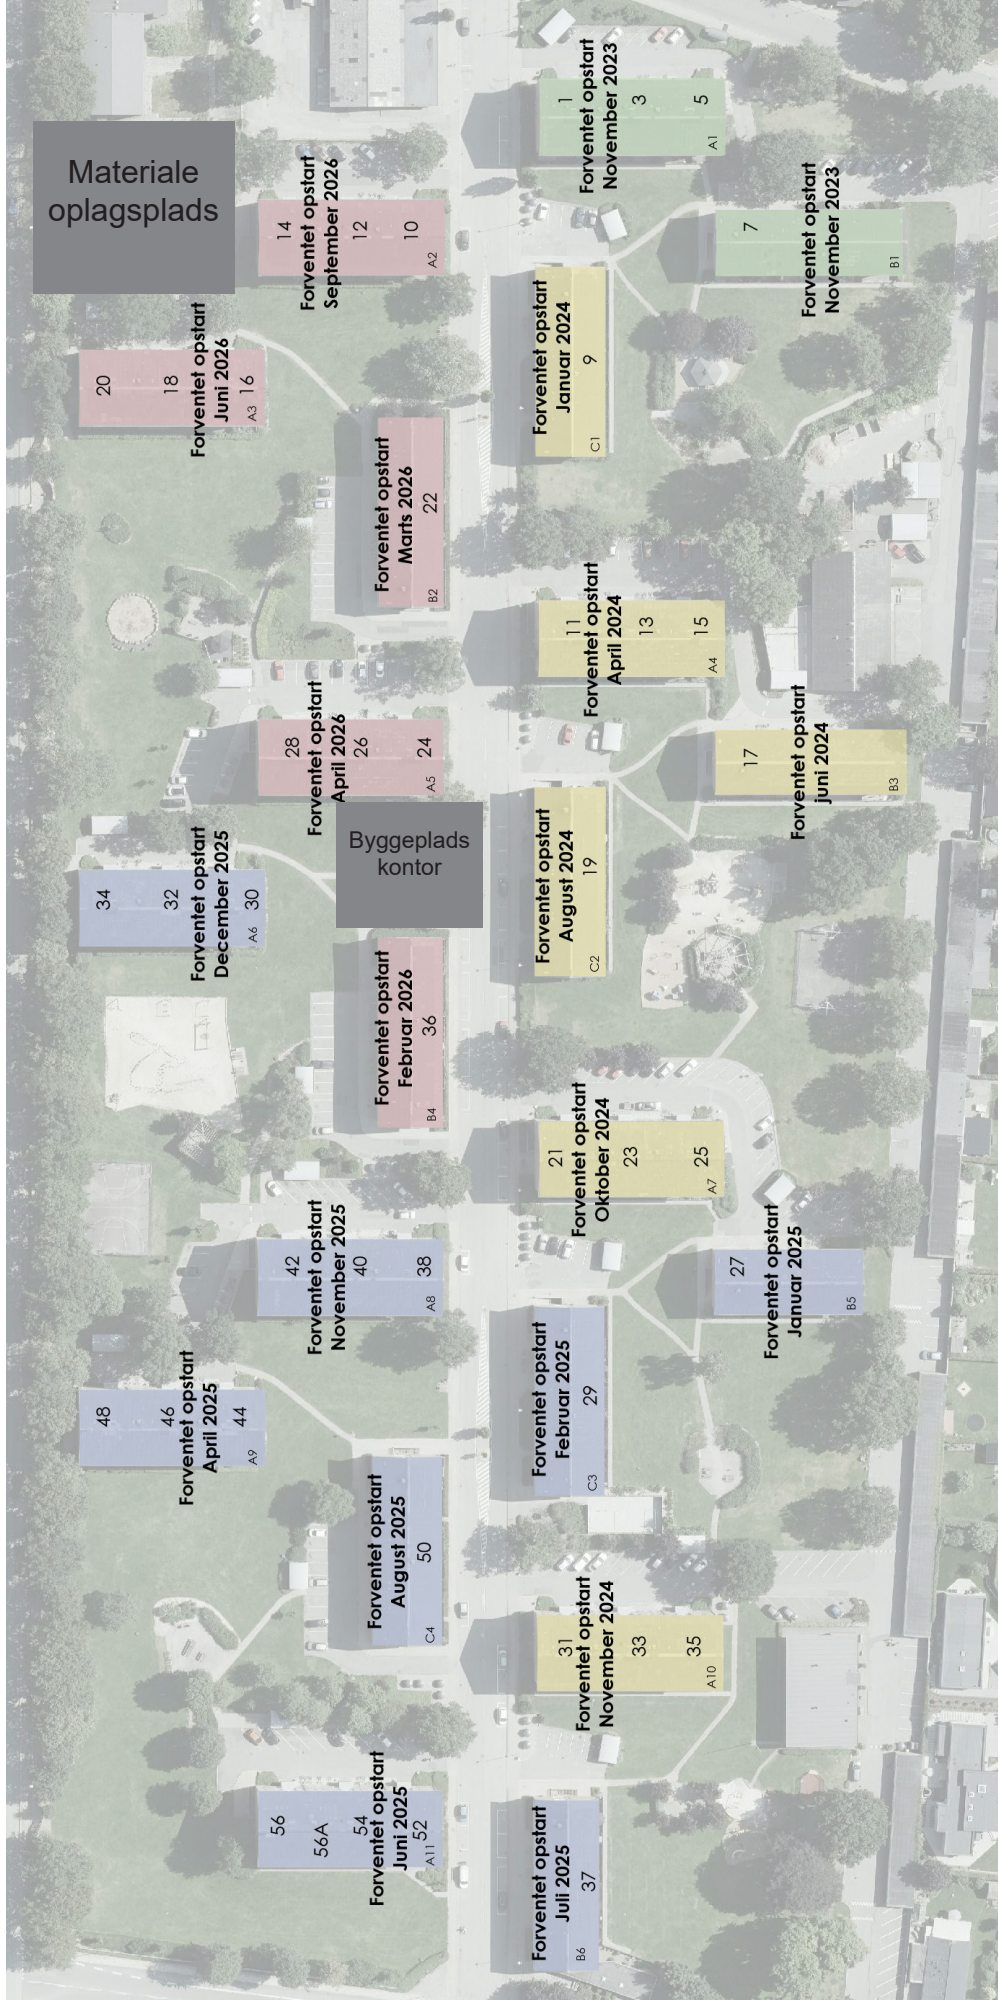 Materiale
oplagsplads
Forventet opstart
November 2023
1
3
5
A1
Forventet opstart
September 2026
14
12
10
A2
Forventet opstart
November 2023
7
B1
Forventet opstart
Januar 2024
9
C1
Forventet opstart
Juni 2026
20
18
16
A3
Forventet opstart
Marts 2026
22
B2
Forventet opstart
April 2024
11
13
15
A4
Forventet opstart
April 2026
28
26
24
A5
Forventet opstart
juni 2024
17
B3
Byggeplads
kontor
Forventet opstart
August 2024
19
C2
Forventet opstart
December 2025
34
32
30
A6
Forventet opstart
Februar 2026
36
B4
Forventet opstart
Oktober 2024
21
23
25
A7
Forventet opstart
November 2025
42
40
38
A8
Forventet opstart
Januar 2025
27
B5
Forventet opstart
Februar 2025
29
C3
Forventet opstart
April 2025
48
46
44
A9
Forventet opstart
August 2025
50
C4
Forventet opstart
November 2024
31
33
35
A10
Forventet opstart
Juni 2025
56
56A
54
52
A11
Forventet opstart
Juli 2025
37
B6